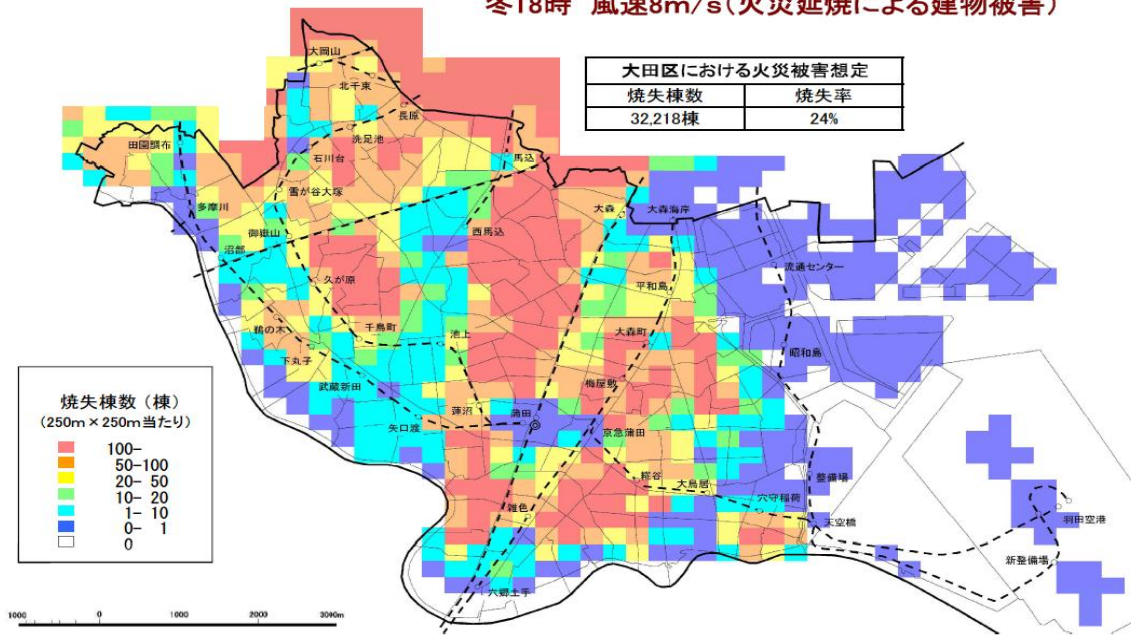 冬18時 風速8m/s(火災延焼による建物被害)
大田区における火災被害想定
焼失棟数 焼失率
32,218棟 24%
大岡山
北千束
長原
洗足池
田園調布
石川台
馬込
雪が谷大塚
多摩川
大森
大森海岸
御嶽山
西馬込
沼部
流通センター
久が原
平和島
鵜の木
千鳥町
池上
大森町
下丸子
昭和島
武蔵新田
梅屋敷
蓮沼
蒲田
矢口渡
京急蒲田
糀谷
大鳥居
整備場
穴守稲荷
雑色
天空橋
羽田空港
新整備場
六郷土手
焼失棟数(棟)
(250m×250m当たり)
100-
50-100
20- 50
10- 20
1- 10
0- 1
0
1000 0 1000 2000 3000m